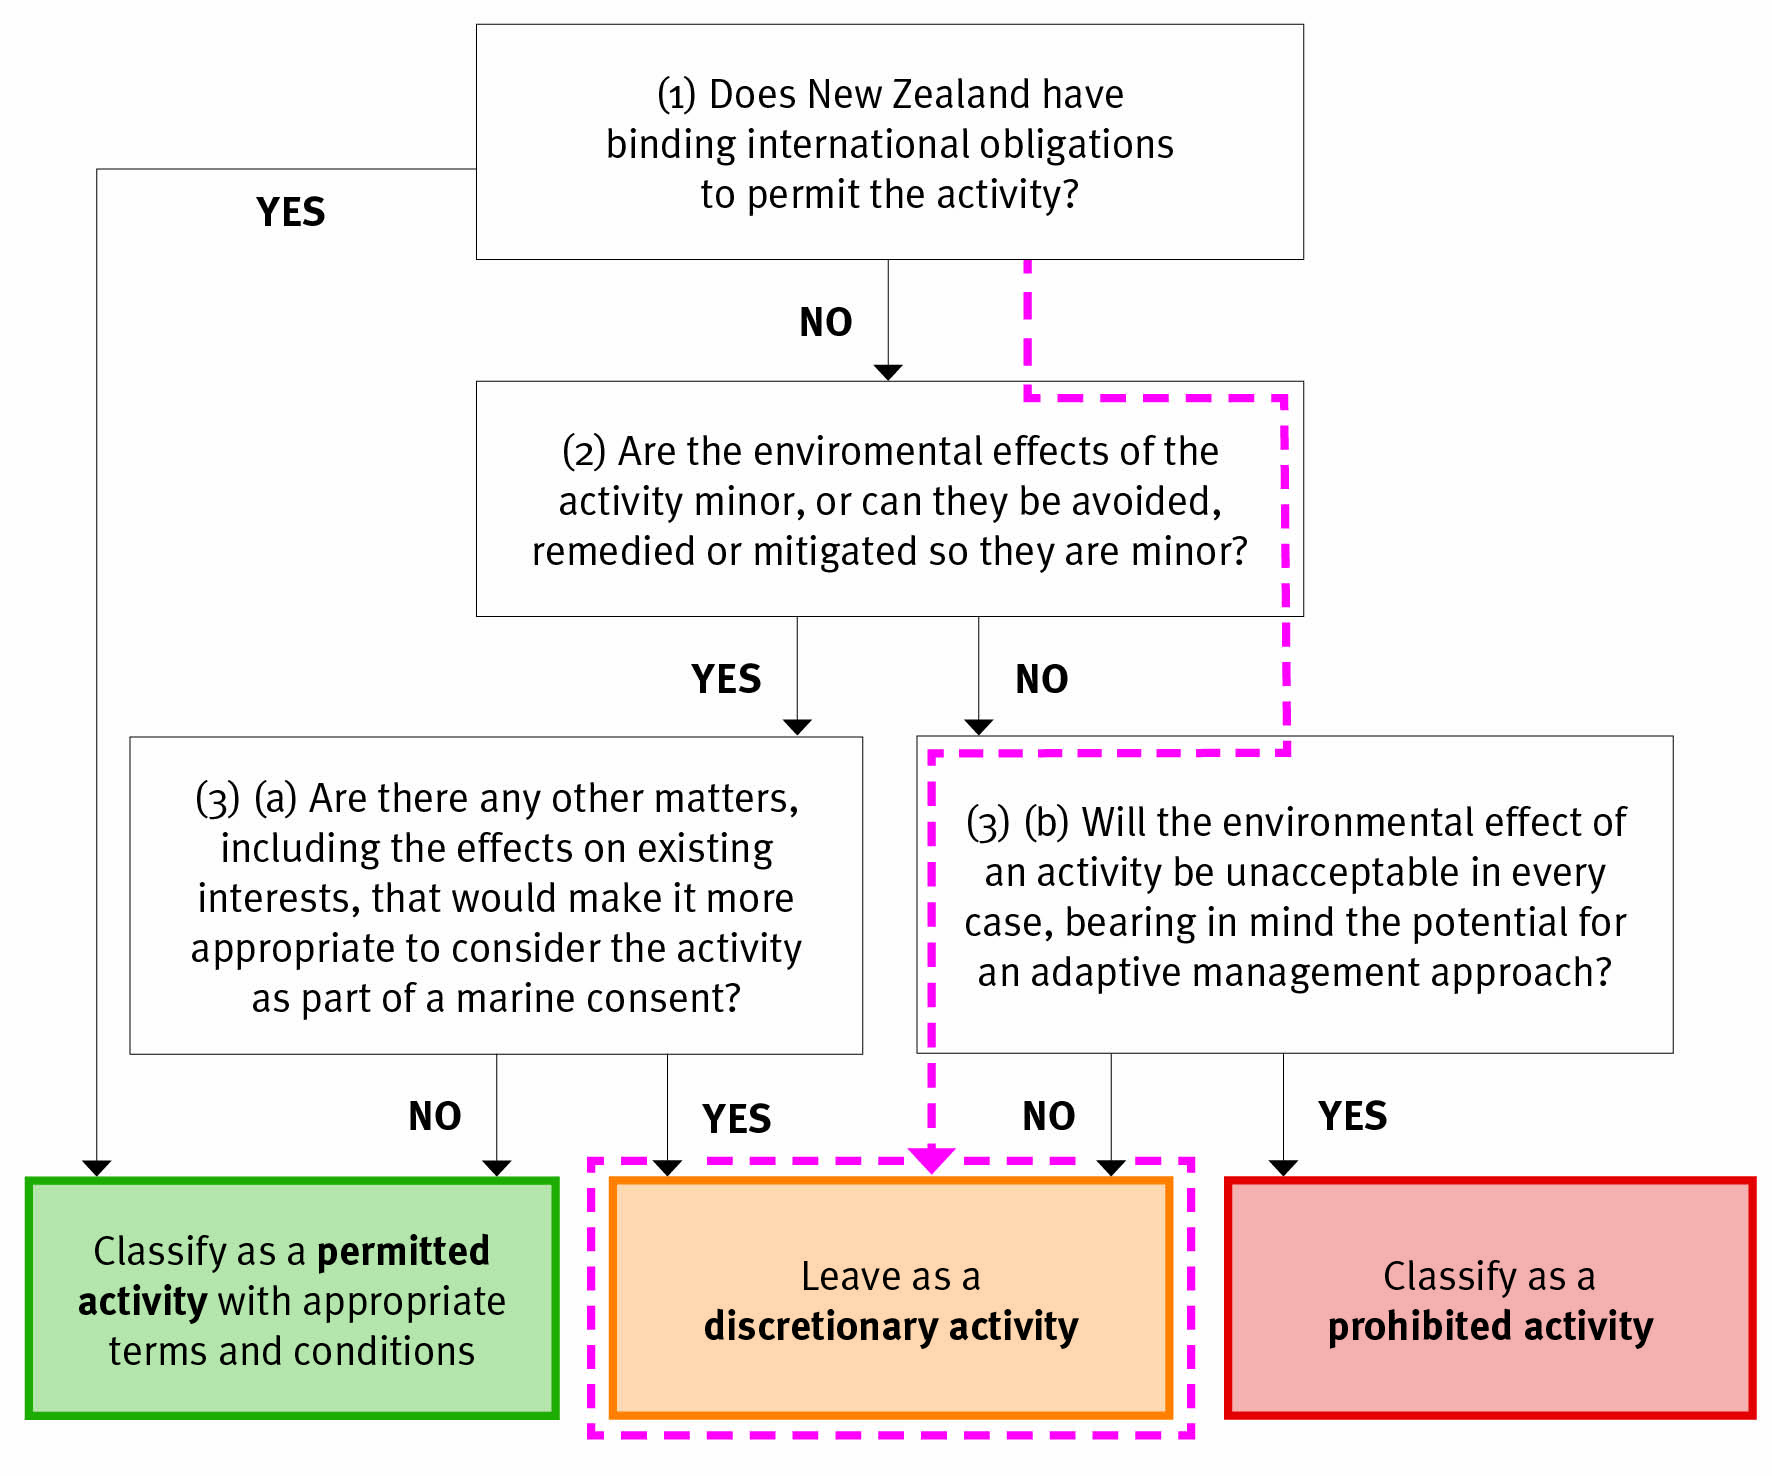 (1) Does New Zealand have
binding international obligations
to permit the activity?
YES
NO
(2) Are the enviromental effects of the
activity minor, or can they be avoided,
remedied or mitigated so they are minor?
YES
NO
(3) (a) Are there any other matters,
including the effects on existing
interests, that would make it more
appropriate to consider the activity
as part of a marine consent?
(3) (b) Will the environmental effect of
an activity be unacceptable in every
case, bearing in mind the potential for
an adaptive management approach?
NO
YES
NO
YES
Classify as a permitted
activity with appropriate
terms and conditions
Leave as a
discretionary activity
Classify as a
prohibited activity